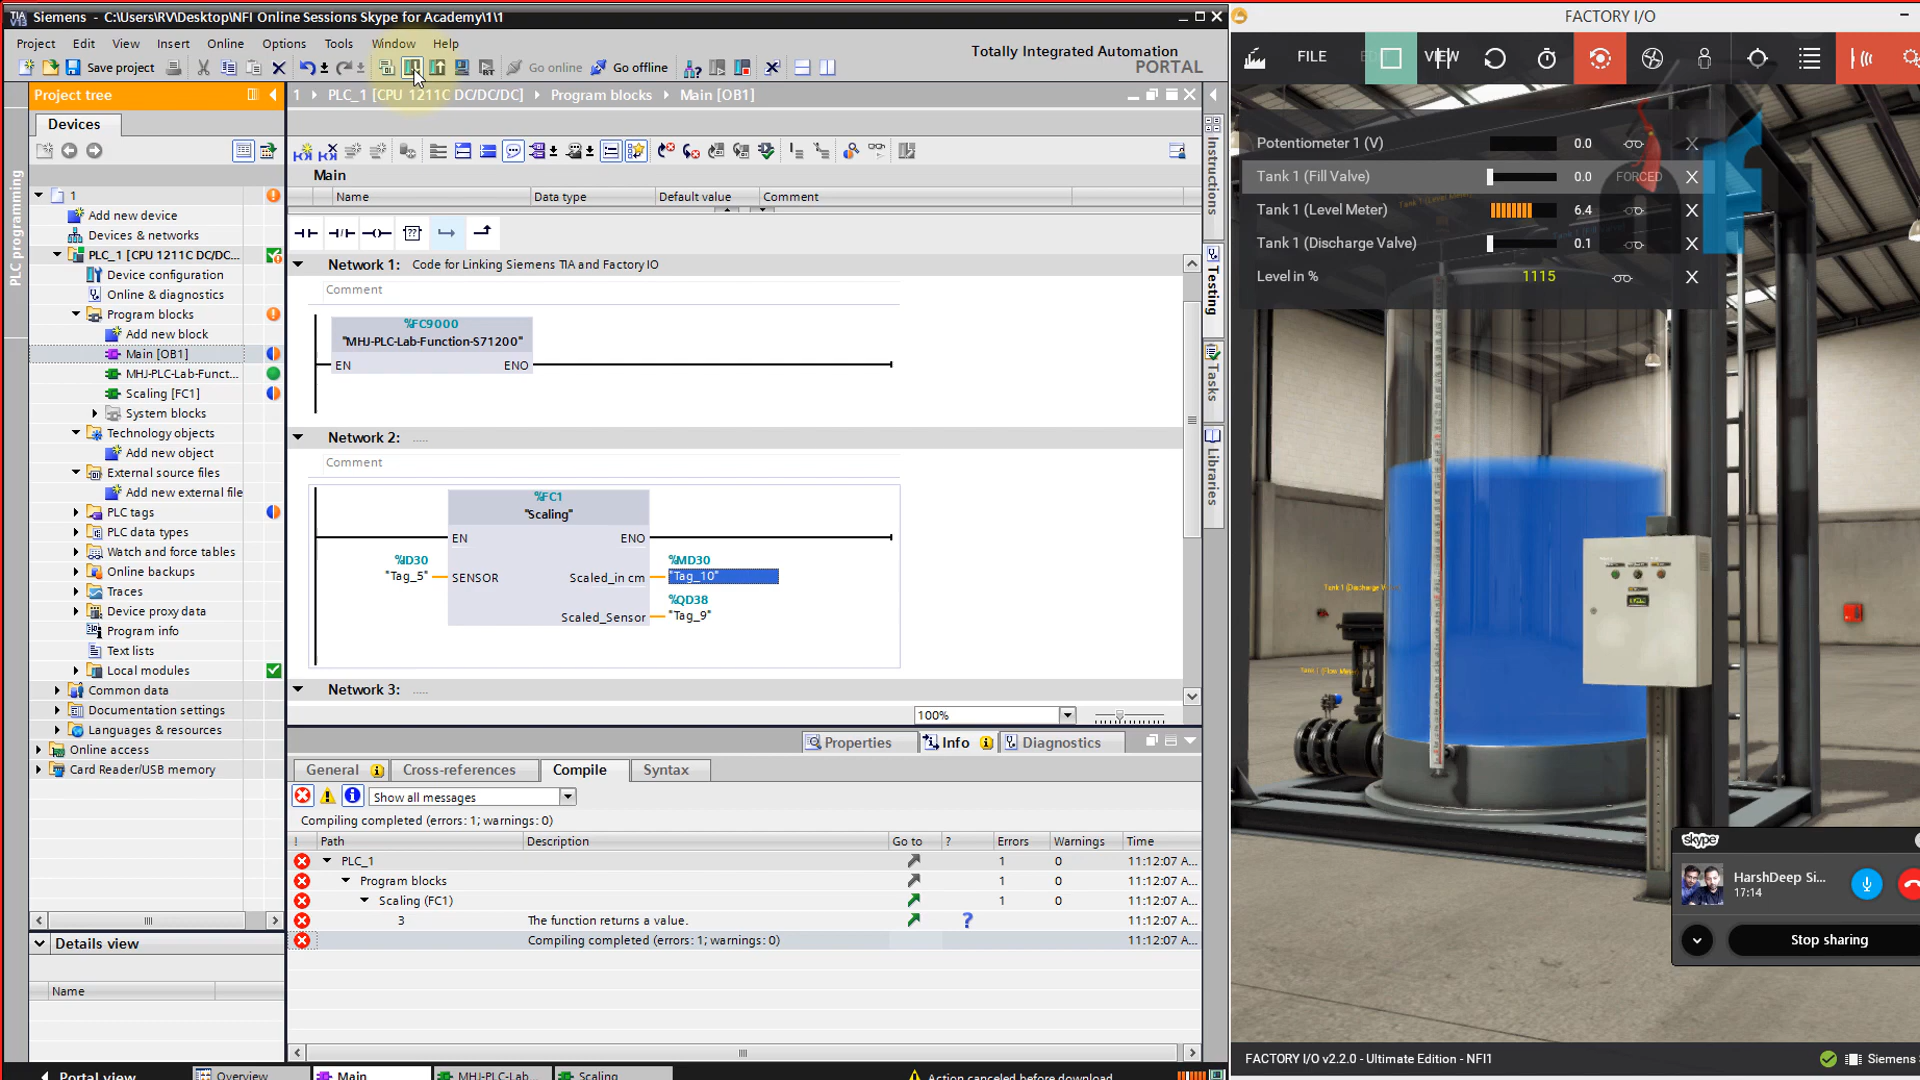 Siemens - C:\Users\RV\Desktop\NFI Online Sessions Skype for Academy\1\1
Project Edit View Insert Online Options Tools Window Help
Totally Integrated Automation
PORTAL
Save project
Go online
Go offline
Project tree
1 PLC_1 [CPU 1211C DC/DC/DC] Program blocks Main [OB1]
Devices
PLC programming
1
Add new device
Devices & networks
PLC_1 [CPU 1211C DC/DC...
Device configuration
Online & diagnostics
Program blocks
Add new block
Main [OB1]
MHJ-PLC-Lab-Funct...
Scaling [FC1]
System blocks
Technology objects
Add new object
External source files
Add new external file
PLC tags
PLC data types
Watch and force tables
Online backups
Traces
Device proxy data
Program info
Text lists
Local modules
Common data
Documentation settings
Languages & resources
Online access
Card Reader/USB memory
Details view
Name
Main
Name Data type Default value Comment
Network 1: Code for Linking Siemens TIA and Factory IO
Comment
%FC9000
"MHJ-PLC-Lab-Function-S71200"
EN ENO
Network 2: .....
Comment
%FC1
"Scaling"
EN ENO
%ID30
"Tag_5"
SENSOR
Scaled_in cm
%MD30
"Tag_10"
Scaled_Sensor
%QD38
"Tag_9"
Network 3: .....
100%
Properties
Info
Diagnostics
General
Cross-references
Compile
Syntax
Show all messages
Compiling completed (errors: 1; warnings: 0)
! Path Description Go to ? Errors Warnings Time
PLC_1 1 0 11:12:07 A...
Program blocks 1 0 11:12:07 A...
Scaling (FC1) 1 0 11:12:07 A...
3 The function returns a value. 11:12:07 A...
Compiling completed (errors: 1; warnings: 0) 11:12:07 A...
Instructions
Testing
Tasks
Libraries
Portal view
Overview
Main
MHJ-PLC-Lab...
Scaling
Action canceled before download
FACTORY I/O
FILE
VIEW
Potentiometer 1 (V) 0.0 X
Tank 1 (Fill Valve) 0.0 FORCED X
Tank 1 (Level Meter) 6.4 X
Tank 1 (Discharge Valve) 0.1 X
Level in % 1115 X
skype
HarshDeep Si...
17:14
Stop sharing
FACTORY I/O v2.2.0 - Ultimate Edition - NFI1
Siemens